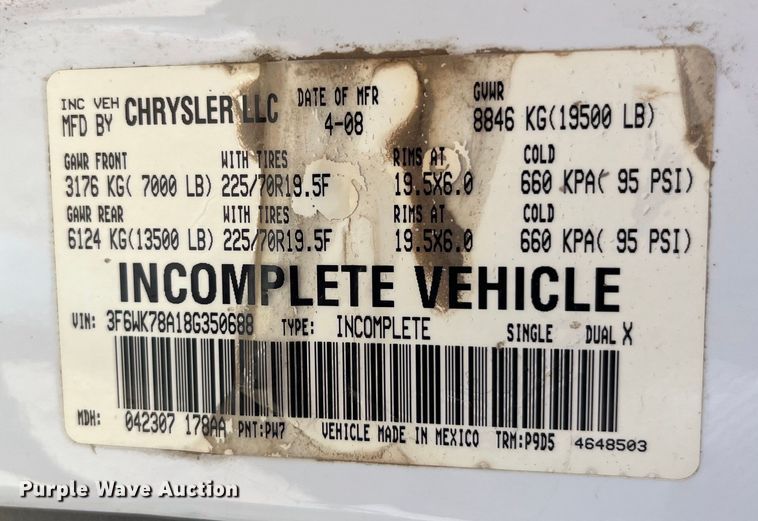 INC VEH
MFD BY CHRYSLER LLC DATE OF MFR 4-08 GVWR 8846 KG(19500 LB)
GAWR FRONT WITH TIRES RIMS AT COLD
3176 KG( 7000 LB) 225/70R19.5F 19.5X6.0 660 KPA( 95 PSI)
GAWR REAR WITH TIRES RIMS AT COLD
6124 KG(13500 LB) 225/70R19.5F 19.5X6.0 660 KPA( 95 PSI)
INCOMPLETE VEHICLE
VIN: 3F6WK78A18G350688 TYPE: INCOMPLETE SINGLE DUAL X
MDH: 042307 178AA PNT:PW7 VEHICLE MADE IN MEXICO TRM:P9D5 4648503
Purple Wave Auction